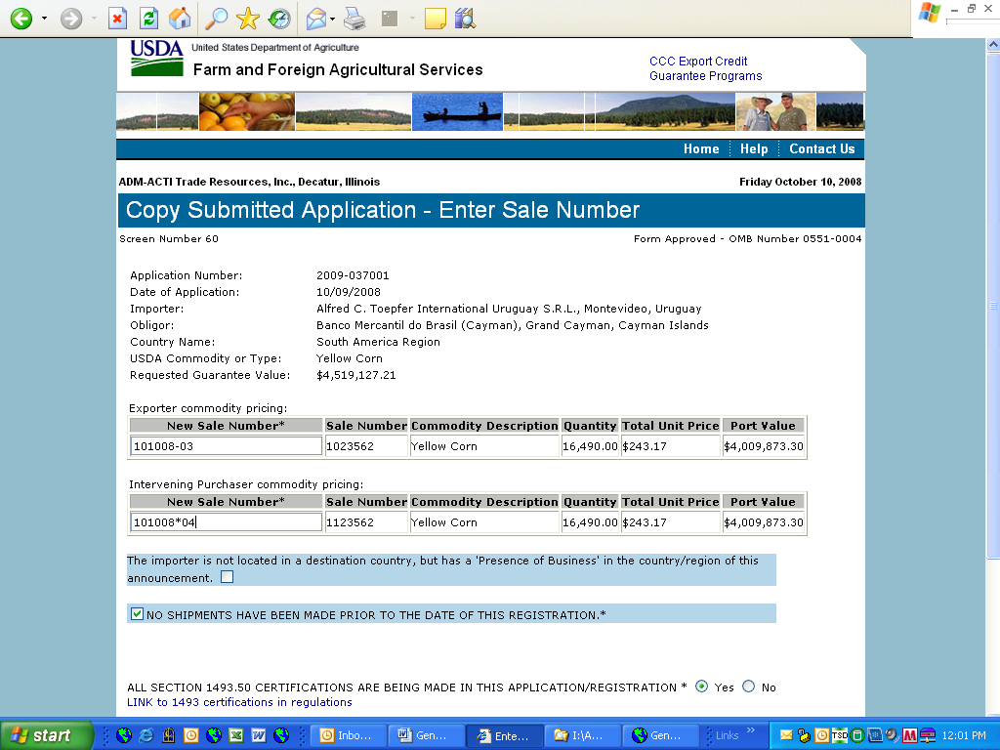 USDA United States Department of Agriculture
Farm and Foreign Agricultural Services
CCC Export Credit
Guarantee Programs
Home Help Contact Us
ADM-ACTI Trade Resources, Inc., Decatur, Illinois Friday October 10, 2008
Copy Submitted Application - Enter Sale Number
Screen Number 60 Form Approved - OMB Number 0551-0004
Application Number: 2009-037001
Date of Application: 10/09/2008
Importer: Alfred C. Toepfer International Uruguay S.R.L., Montevideo, Uruguay
Obligor: Banco Mercantil do Brasil (Cayman), Grand Cayman, Cayman Islands
Country Name: South America Region
USDA Commodity or Type: Yellow Corn
Requested Guarantee Value: $4,519,127.21
Exporter commodity pricing:
New Sale Number* Sale Number Commodity Description Quantity Total Unit Price Port Value
101008-03 1023562 Yellow Corn 16,490.00 $243.17 $4,009,873.30
Intervening Purchaser commodity pricing:
New Sale Number* Sale Number Commodity Description Quantity Total Unit Price Port Value
101008*04 1123562 Yellow Corn 16,490.00 $243.17 $4,009,873.30
The importer is not located in a destination country, but has a 'Presence of Business' in the country/region of this
announcement.
NO SHIPMENTS HAVE BEEN MADE PRIOR TO THE DATE OF THIS REGISTRATION.*
ALL SECTION 1493.50 CERTIFICATIONS ARE BEING MADE IN THIS APPLICATION/REGISTRATION * Yes No
LINK to 1493 certifications in regulations
start Inbo... Gen... Ente... I:\A... Gen... Links » TSD 12:01 PM